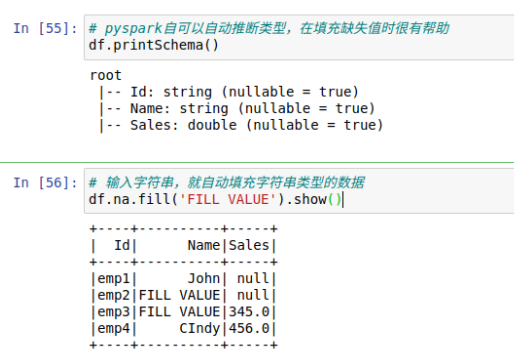 In [55]: # pyspark自可以自动推断类型，在填充缺失值时很有帮助
df.printSchema()
root
 |-- Id: string (nullable = true)
 |-- Name: string (nullable = true)
 |-- Sales: double (nullable = true)
In [56]: # 输入字符串，就自动填充字符串类型的数据
df.na.fill('FILL VALUE').show()
+----+----------+-----+
|  Id|      Name|Sales|
+----+----------+-----+
|emp1|      John| null|
|emp2|FILL VALUE| null|
|emp3|FILL VALUE|345.0|
|emp4|     CIndy|456.0|
+----+----------+-----+